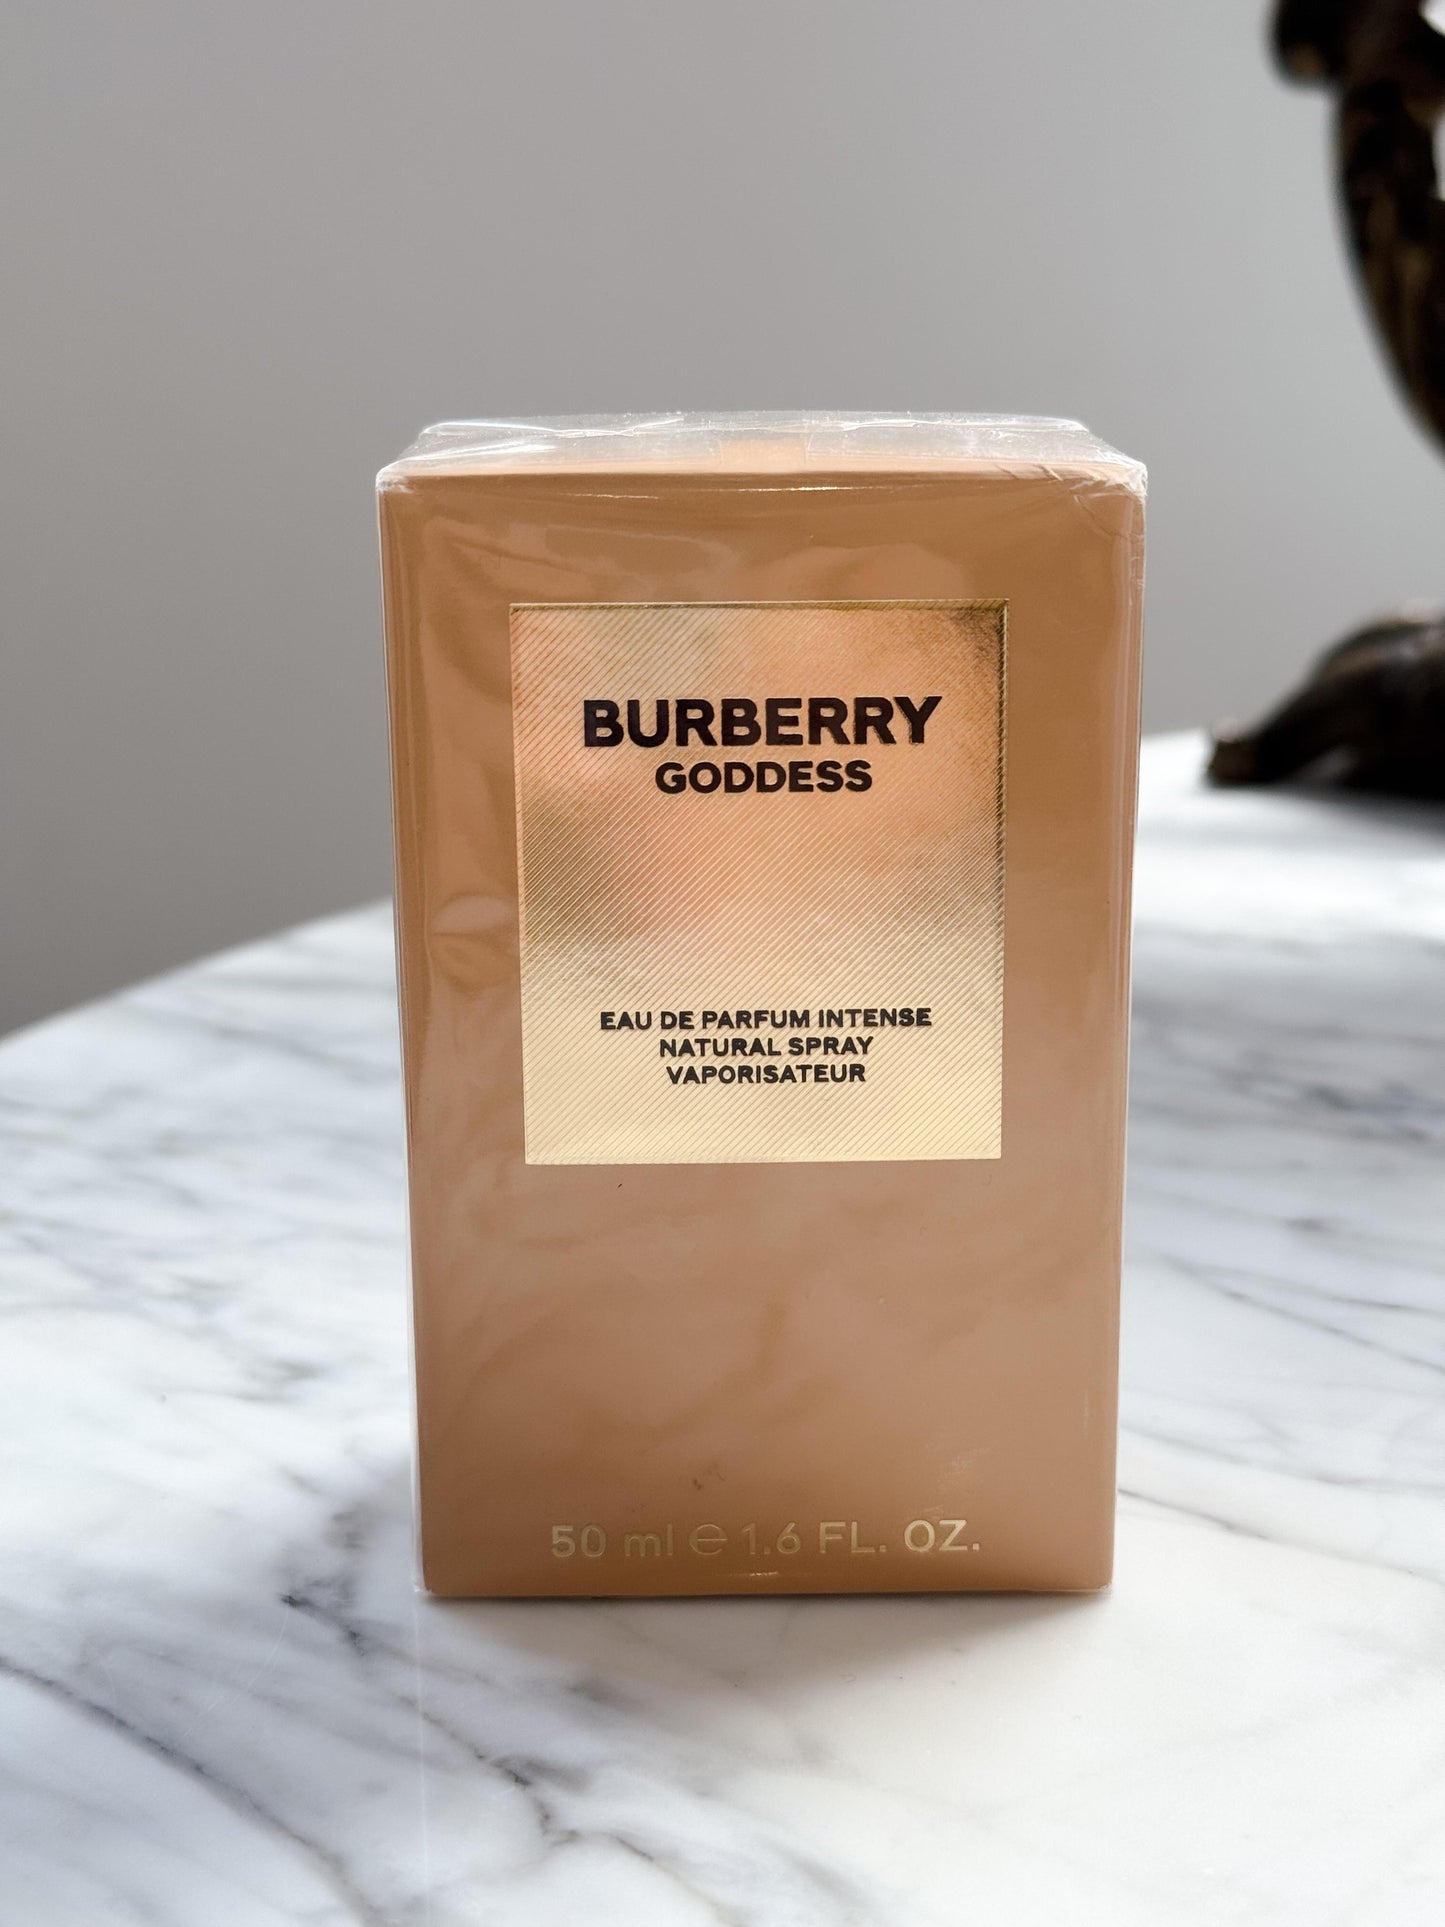 BURBERRY
GODDESS
EAU DE PARFUM INTENSE
NATURAL SPRAY
VAPORISATEUR
50 ml ℮ 1.6 FL. OZ.